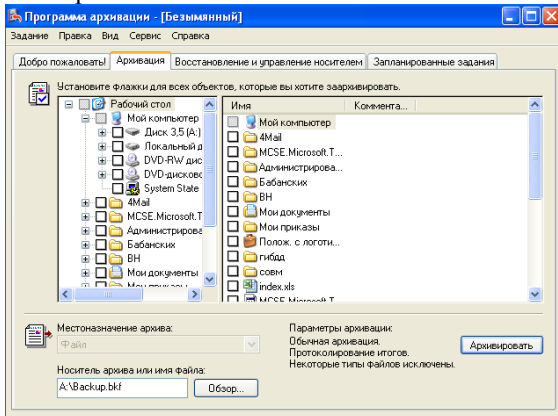 Программа архивации - [Безымянный]
Задание Правка Вид Сервис Справка
Добро пожаловать! Архивация Восстановление и управление носителем Запланированные задания
Установите флажки для всех объектов, которые вы хотите заархивировать.
Рабочий стол
Мой компьютер
Диск 3,5 (A:)
Локальный д
DVD-RW дис
DVD-дисково
System State
4Mail
MCSE.Microsoft.T
Администрирова
Бабанских
ВН
Мои документы
Имя Коммента...
Мой компьютер
4Mail
MCSE.Microsoft.T...
Администрирова...
Бабанских
ВН
Мои документы
Мои приказы
Полож. с логоти...
гибдд
совм
index.xls
Местоназначение архива:
Файл
Носитель архива или имя файла:
A:\Backup.bkf
Обзор...
Параметры архивации:
Обычная архивация.
Протоколирование итогов.
Некоторые типы файлов исключены.
Архивировать